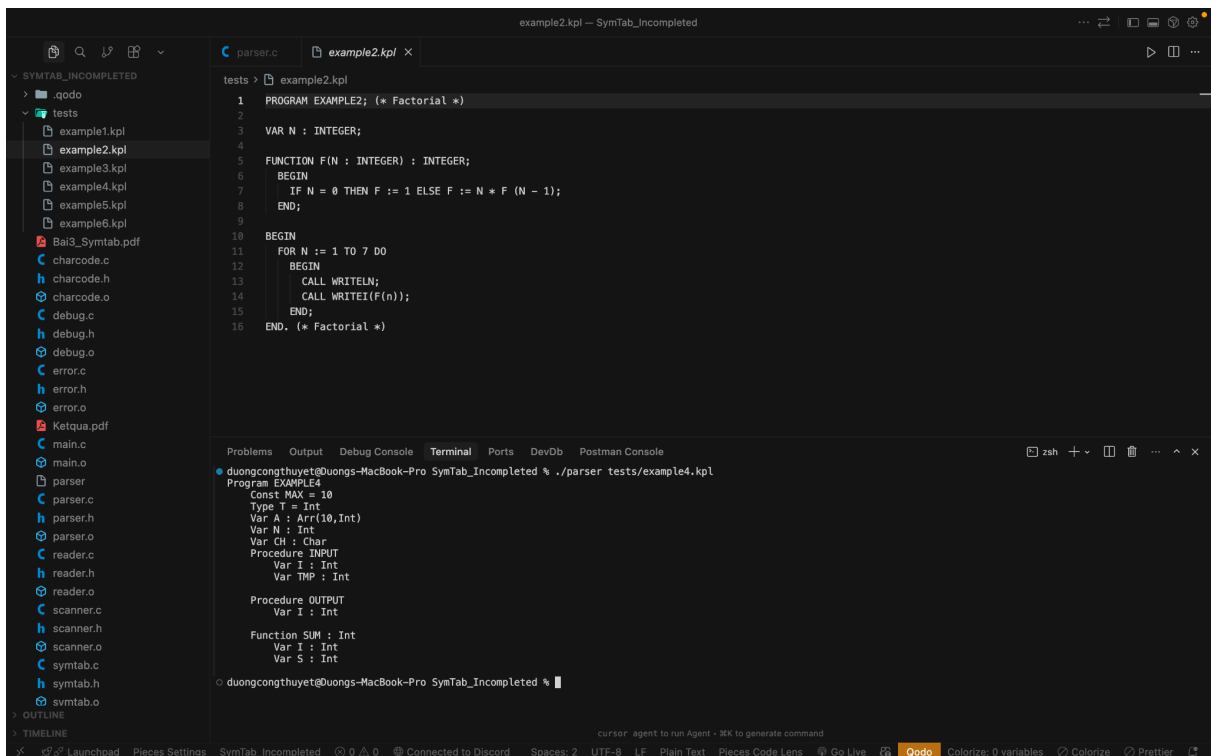 example2.kpl — SymTab_Incompleted
parser.c
example2.kpl
SYMTAB_INCOMPLETED
.qodo
tests
example1.kpl
example2.kpl
example3.kpl
example4.kpl
example5.kpl
example6.kpl
Bai3_Symtab.pdf
charcode.c
charcode.h
charcode.o
debug.c
debug.h
debug.o
error.c
error.h
error.o
Ketqua.pdf
main.c
main.o
parser
parser.c
parser.h
parser.o
reader.c
reader.h
reader.o
scanner.c
scanner.h
scanner.o
symtab.c
symtab.h
symtab.o
OUTLINE
TIMELINE
tests > example2.kpl
1 PROGRAM EXAMPLE2; (* Factorial *)
2
3 VAR N : INTEGER;
4
5 FUNCTION F(N : INTEGER) : INTEGER;
6 BEGIN
7 IF N = 0 THEN F := 1 ELSE F := N * F (N - 1);
8 END;
9
10 BEGIN
11 FOR N := 1 TO 7 DO
12 BEGIN
13 CALL WRITELN;
14 CALL WRITEI(F(n));
15 END;
16 END. (* Factorial *)
Problems Output Debug Console Terminal Ports DevDb Postman Console
zsh
duongcongthuyet@Duongs-MacBook-Pro SymTab_Incompleted % ./parser tests/example4.kpl
Program EXAMPLE4
Const MAX = 10
Type T = Int
Var A : Arr(10,Int)
Var N : Int
Var CH : Char
Procedure INPUT
Var I : Int
Var TMP : Int
Procedure OUTPUT
Var I : Int
Function SUM : Int
Var I : Int
Var S : Int
duongcongthuyet@Duongs-MacBook-Pro SymTab_Incompleted %
cursor agent to run Agent - ⌘K to generate command
Launchpad Pieces Settings SymTab_Incompleted 0 0 Connected to Discord Spaces: 2 UTF-8 LF Plain Text Pieces Code Lens Go Live Qodo Colorize: 0 variables Colorize Prettier